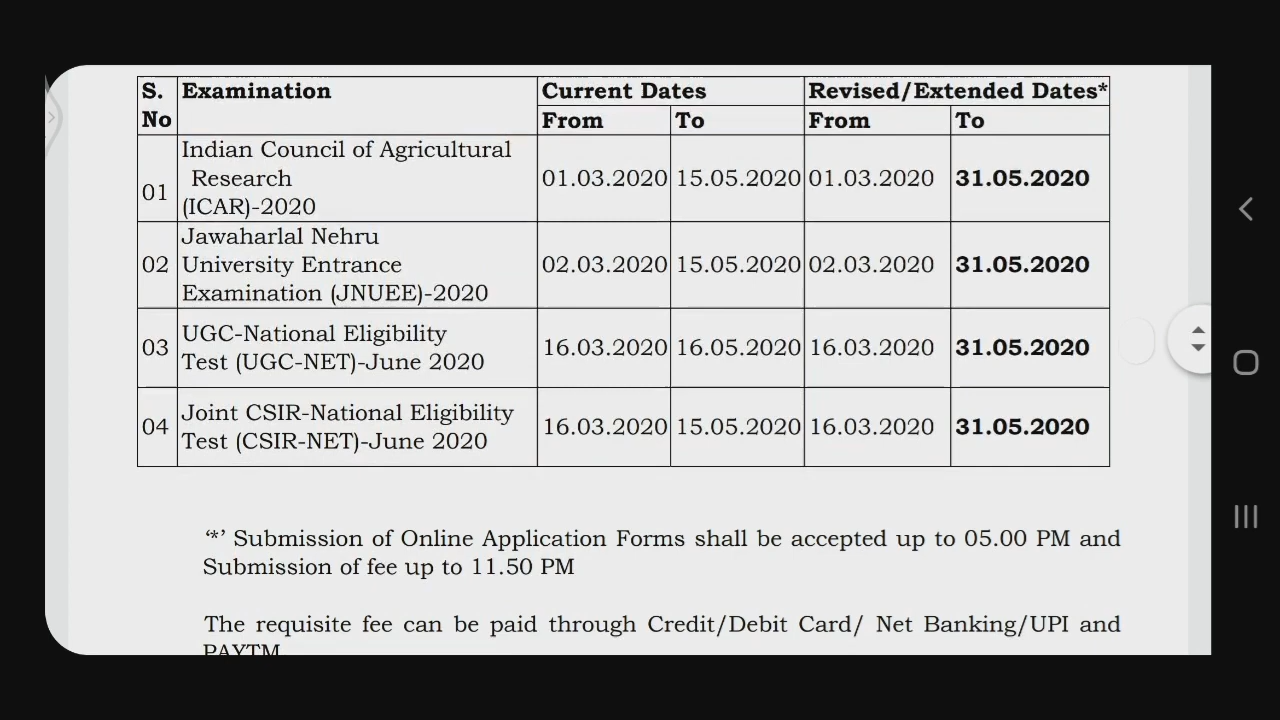 S. Examination Current Dates Revised/Extended Dates*
No From To From To
Indian Council of Agricultural
Research
01 (ICAR)-2020 01.03.2020 15.05.2020 01.03.2020 31.05.2020
Jawaharlal Nehru
02 University Entrance 02.03.2020 15.05.2020 02.03.2020 31.05.2020
Examination (JNUEE)-2020
UGC-National Eligibility
03 Test (UGC-NET)-June 2020 16.03.2020 16.05.2020 16.03.2020 31.05.2020
Joint CSIR-National Eligibility
04 Test (CSIR-NET)-June 2020 16.03.2020 15.05.2020 16.03.2020 31.05.2020
‘*’ Submission of Online Application Forms shall be accepted up to 05.00 PM and
Submission of fee up to 11.50 PM
The requisite fee can be paid through Credit/Debit Card/ Net Banking/UPI and
PAYTM